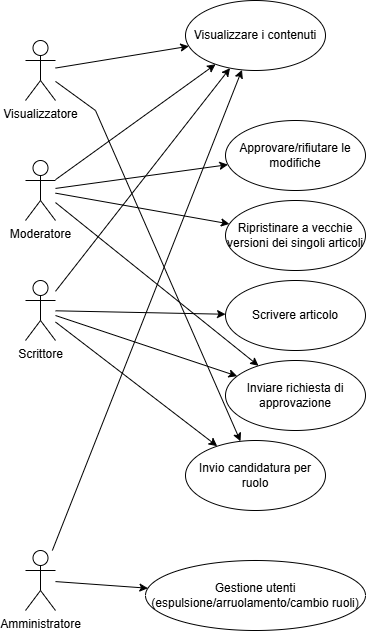 Visualizzare i contenuti
Visualizzatore
Approvare/rifiutare le
modifiche
Moderatore
Ripristinare a vecchie
versioni dei singoli articoli
Scrivere articolo
Scrittore
Inviare richiesta di
approvazione
Invio candidatura per
ruolo
Gestione utenti
(espulsione/arruolamento/cambio ruoli)
Amministratore